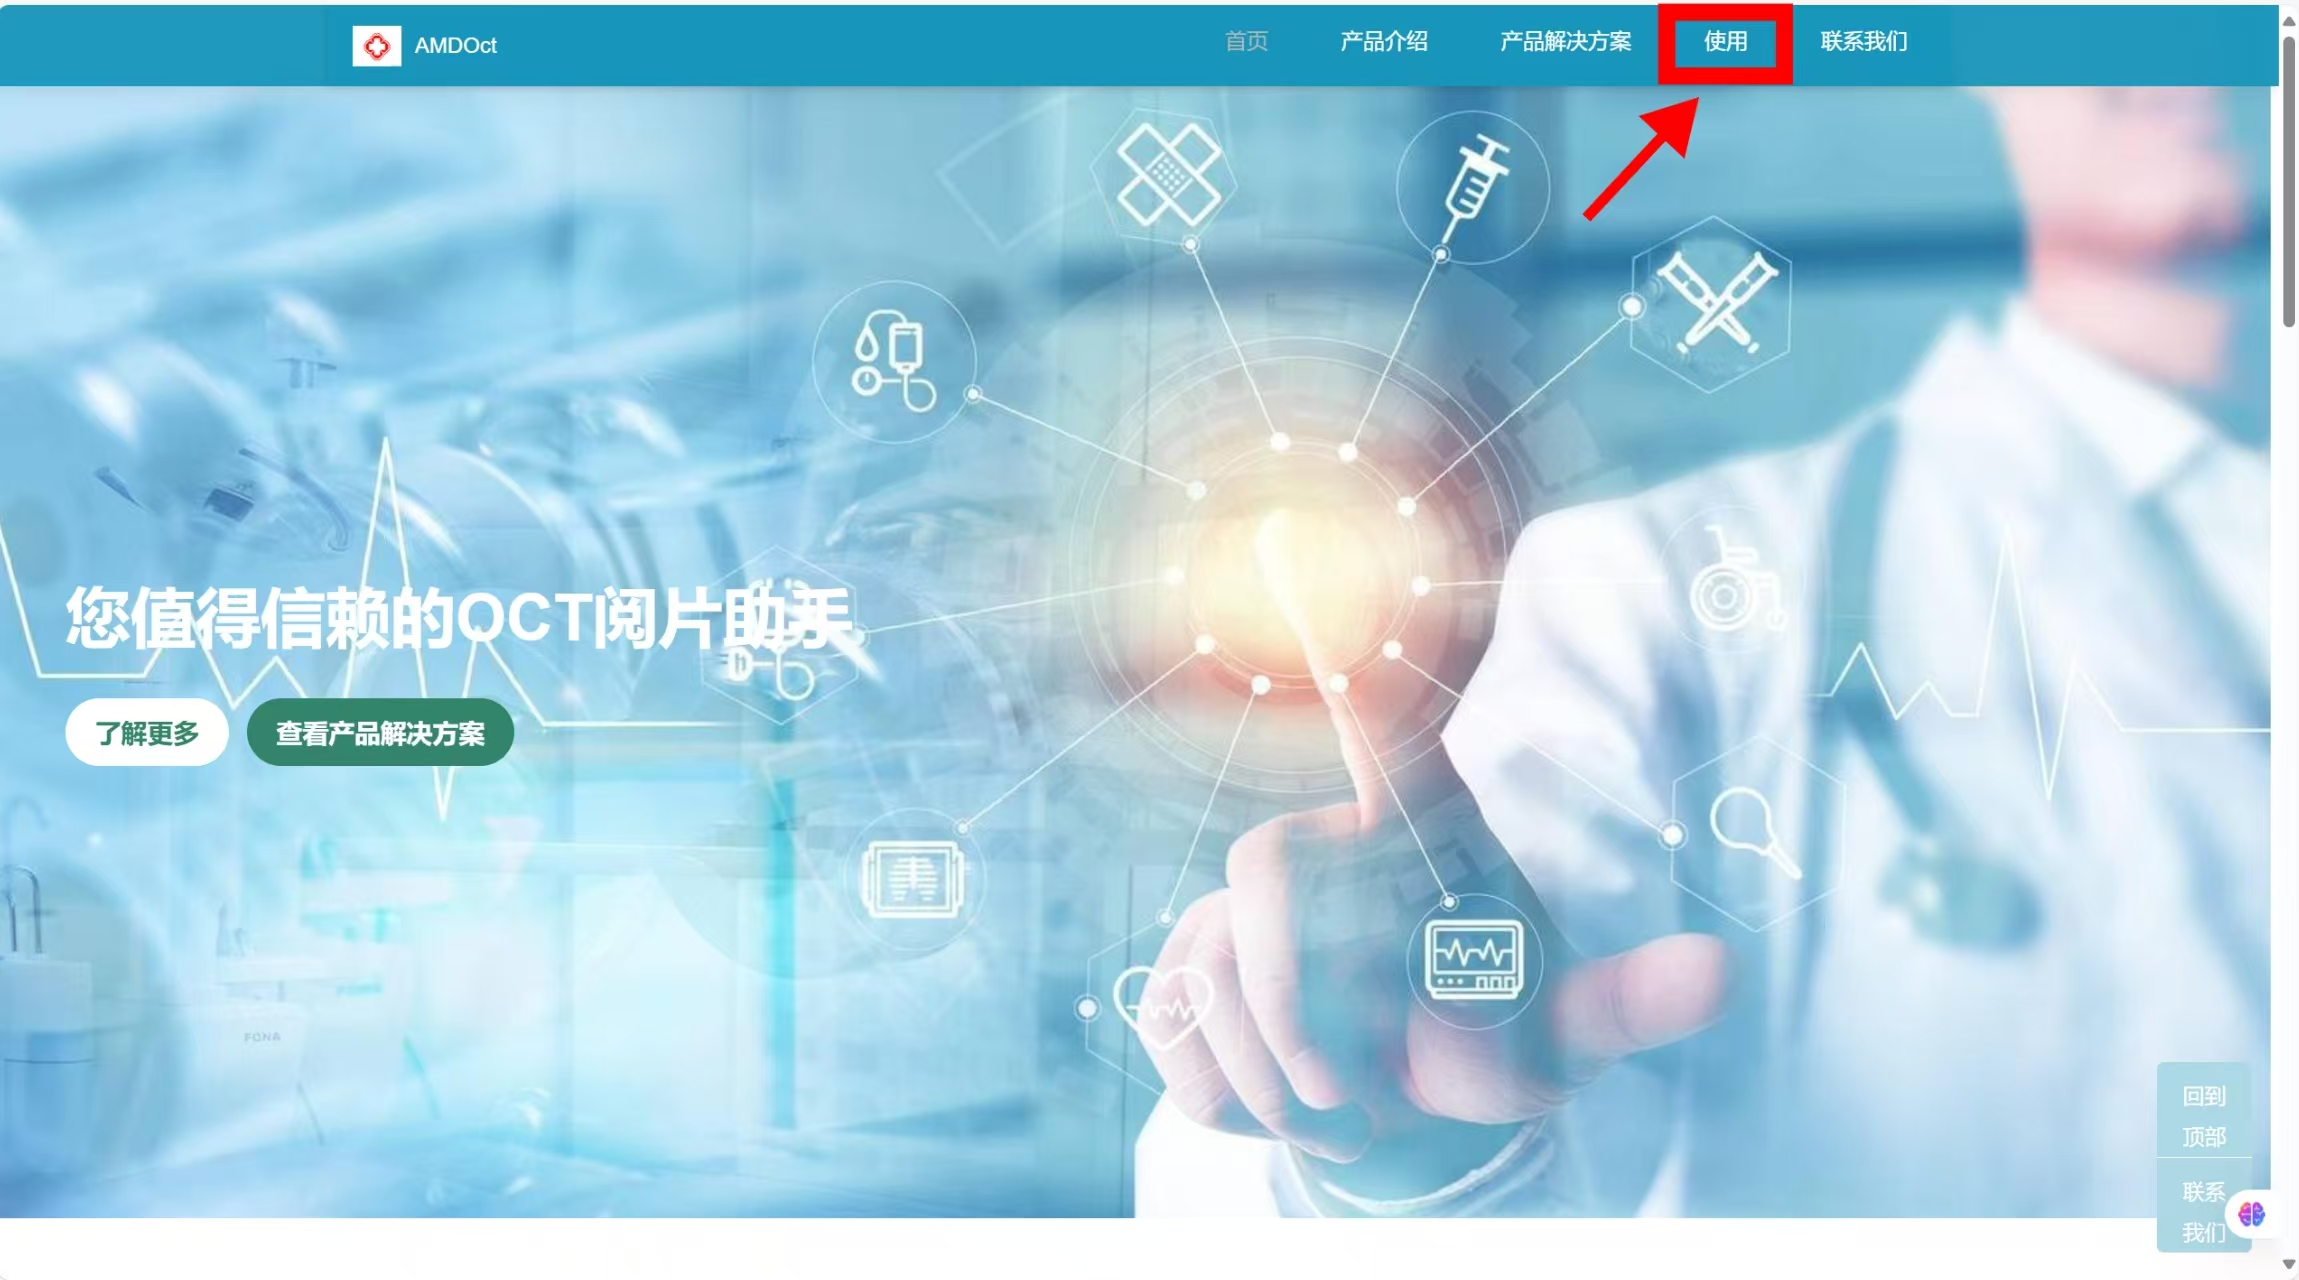 AMDOct
首页 产品介绍 产品解决方案 使用 联系我们
您值得信赖的OCT阅片助手
了解更多 查看产品解决方案
FONA
回到
顶部
联系
我们